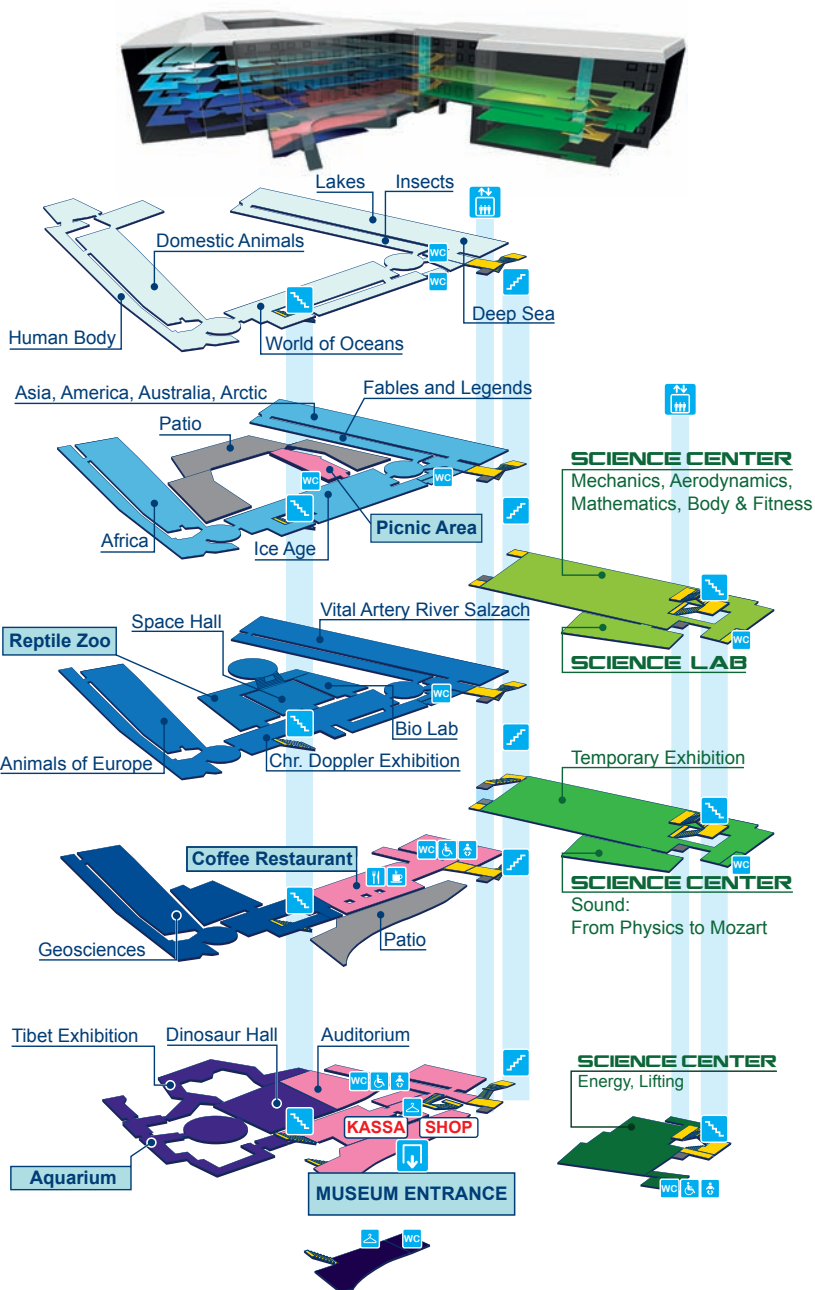 Lakes
Insects
WC
Domestic Animals
WC
Deep Sea
Human Body
World of Oceans
Asia, America, Australia, Arctic
Fables and Legends
Patio
WC
WC
Africa
Ice Age
Picnic Area
SCIENCE CENTER
Mechanics, Aerodynamics,
Mathematics, Body & Fitness
WC
SCIENCE LAB
Reptile Zoo
Space Hall
Vital Artery River Salzach
WC
Bio Lab
Animals of Europe
Chr. Doppler Exhibition
Temporary Exhibition
WC
SCIENCE CENTER
Sound:
From Physics to Mozart
Coffee Restaurant
WC
Geosciences
Patio
Tibet Exhibition
Dinosaur Hall
Auditorium
WC
KASSA
SHOP
Aquarium
MUSEUM ENTRANCE
SCIENCE CENTER
Energy, Lifting
WC
WC